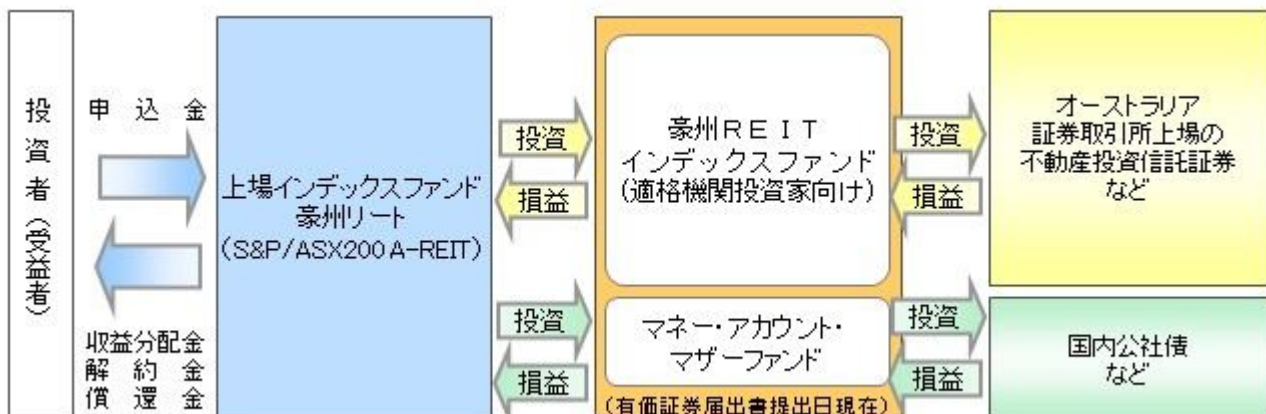 投資者（受益者）
申込金
収益分配金
解約金
償還金
上場インデックスファンド
豪州リート
（S&P/ASX200 A-REIT）
投資
損益
投資
損益
豪州ＲＥＩＴ
インデックスファンド
（適格機関投資家向け）
マネー・アカウント・
マザーファンド
（有価証券届出書提出日現在）
投資
損益
投資
損益
オーストラリア
証券取引所上場の
不動産投資信託証券
など
国内公社債
など